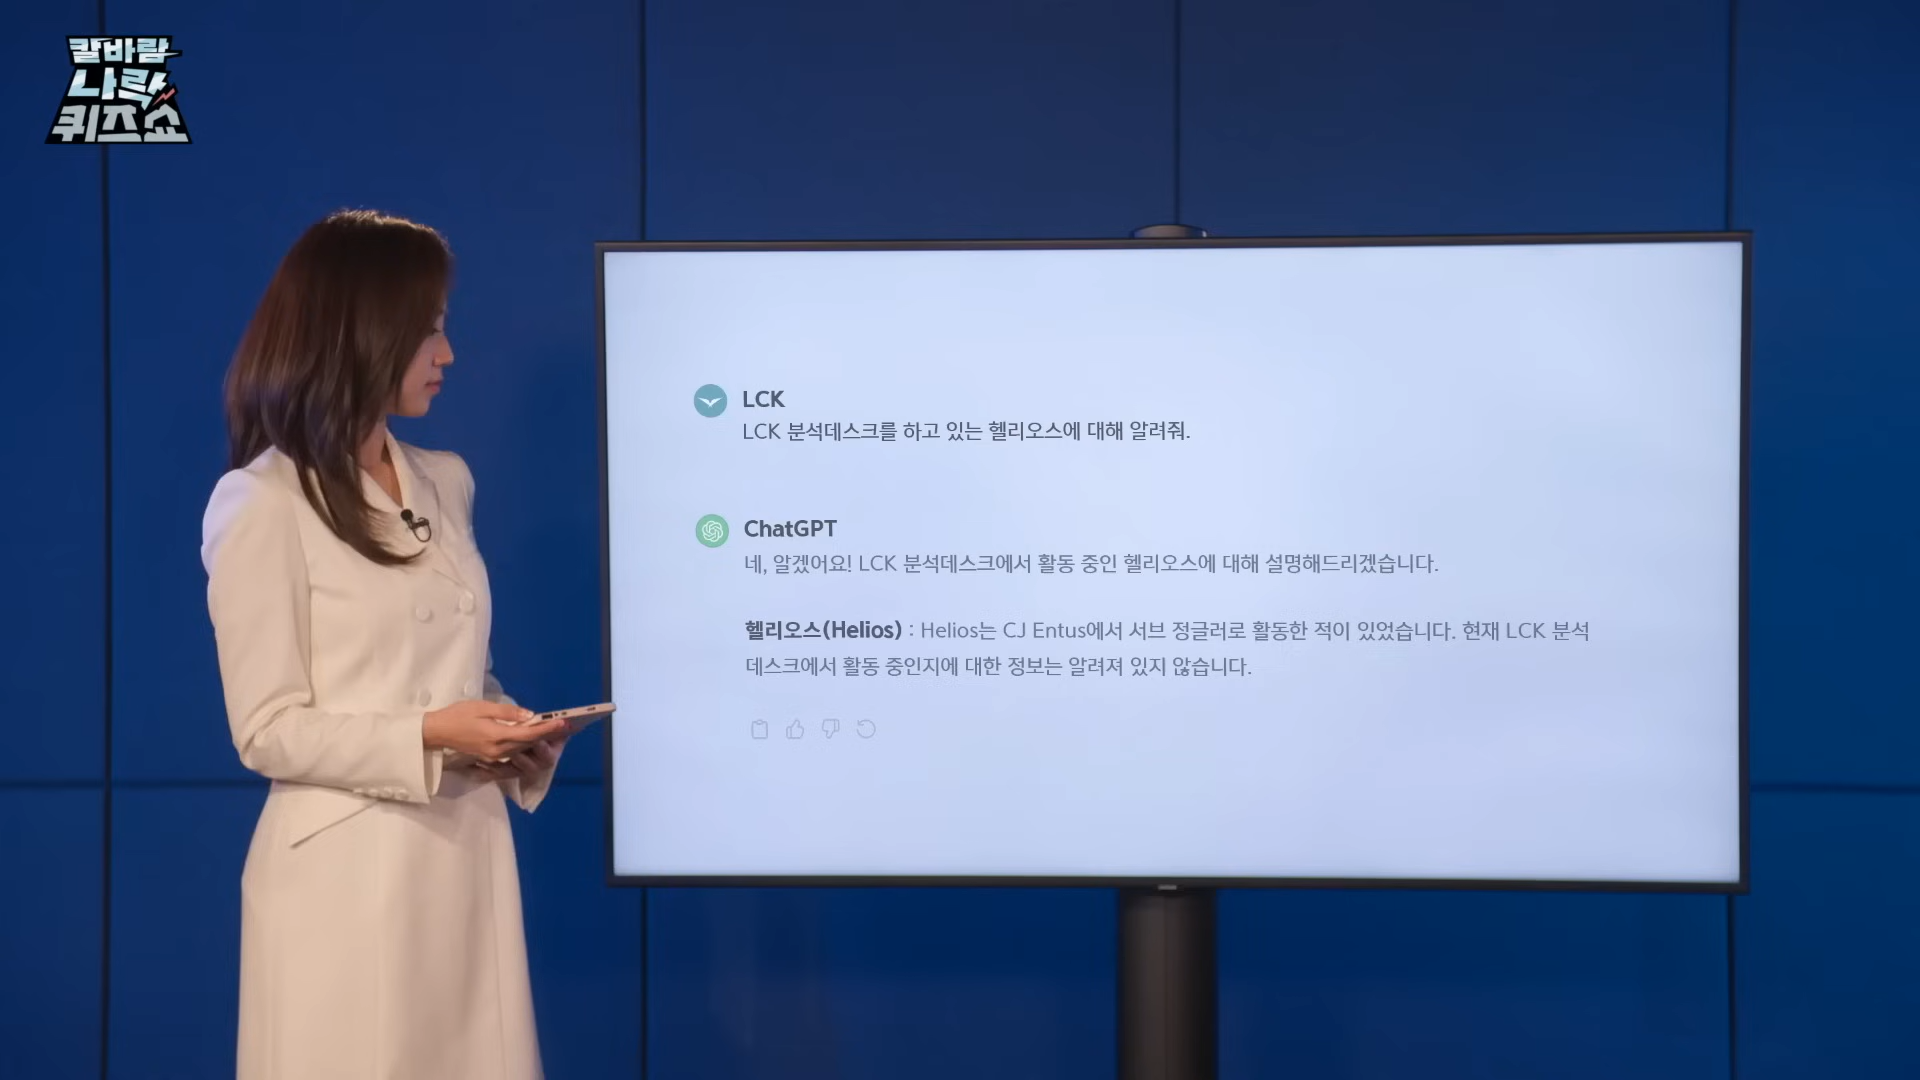 칼바람
나락
퀴즈쇼
LCK
LCK 분석데스크를 하고 있는 헬리오스에 대해 알려줘.
ChatGPT
네, 알겠어요! LCK 분석데스크에서 활동 중인 헬리오스에 대해 설명해드리겠습니다.
헬리오스(Helios) : Helios는 CJ Entus에서 서브 정글러로 활동한 적이 있었습니다. 현재 LCK 분석
데스크에서 활동 중인지에 대한 정보는 알려져 있지 않습니다.